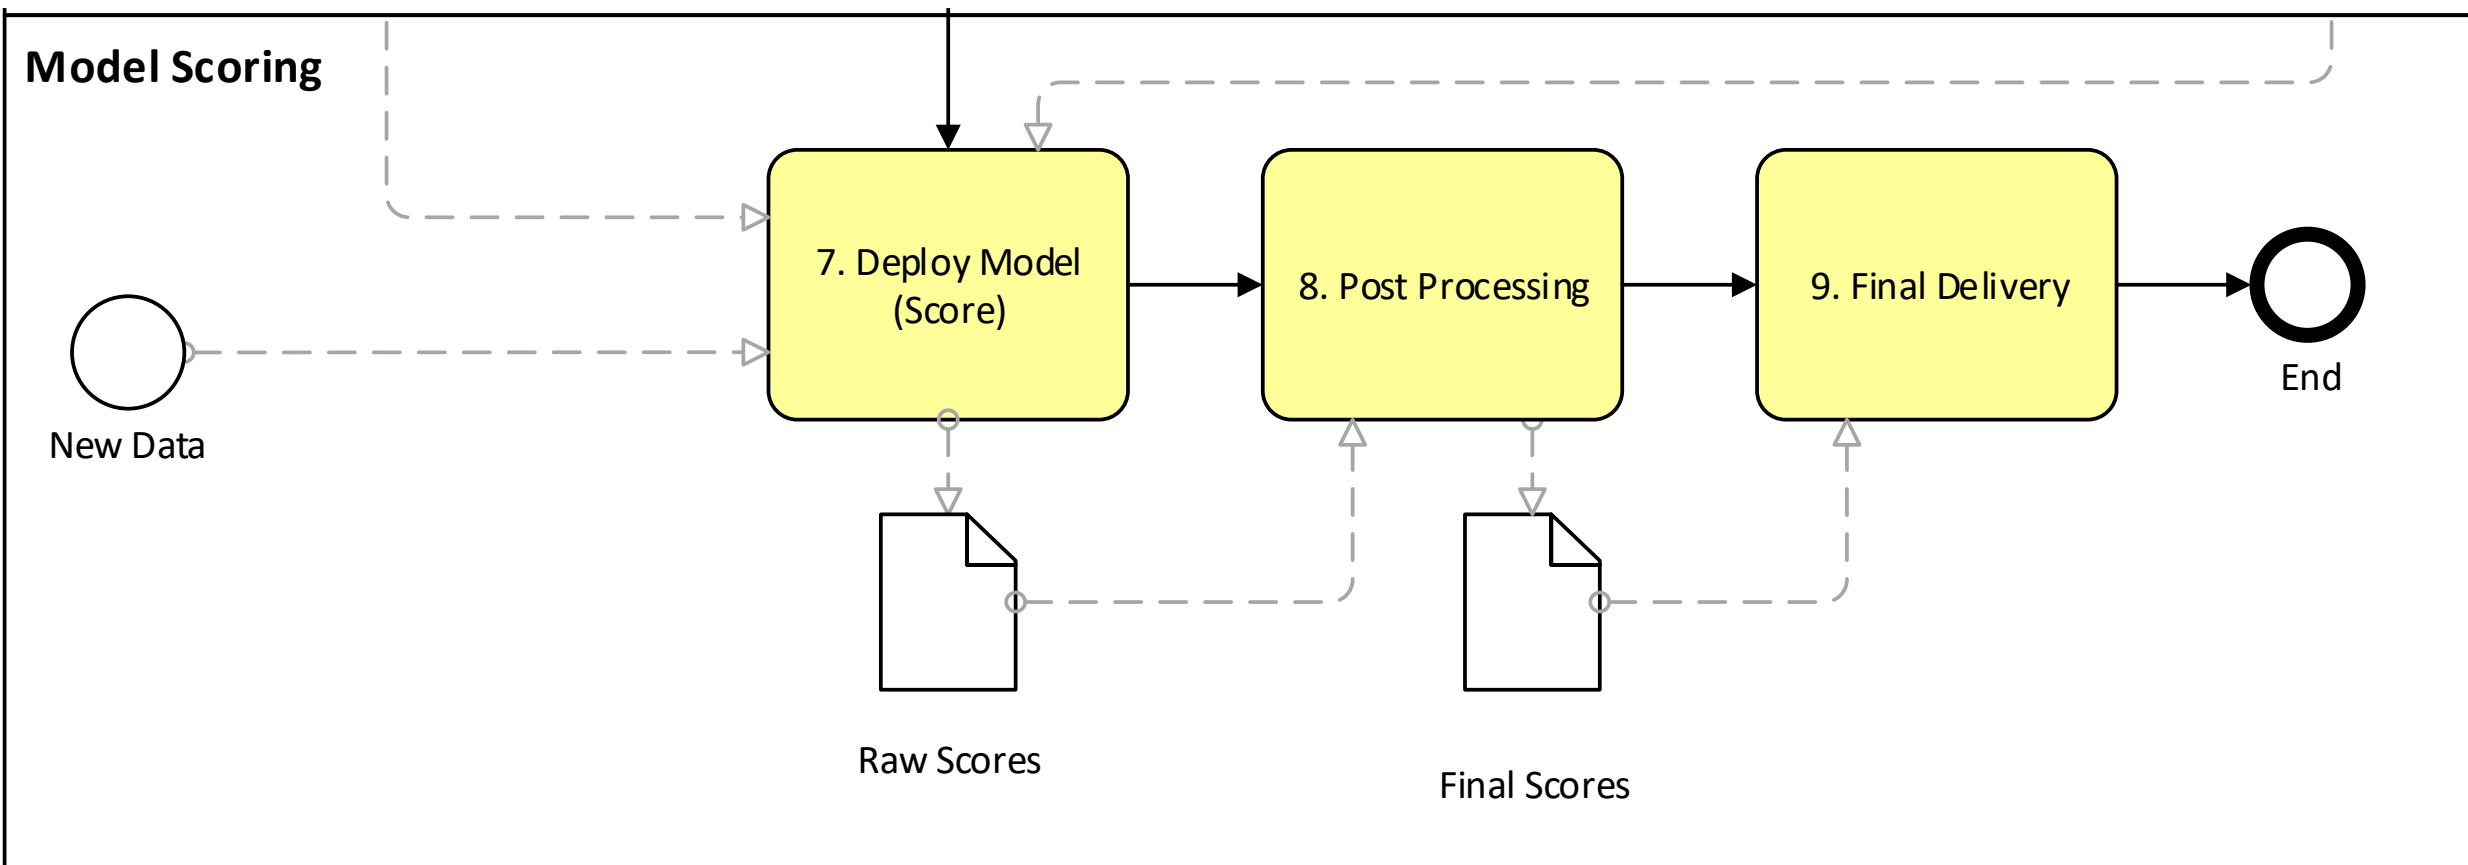 Model Scoring
7. Deploy Model
(Score)
8. Post Processing
9. Final Delivery
End
New Data
Raw Scores
Final Scores